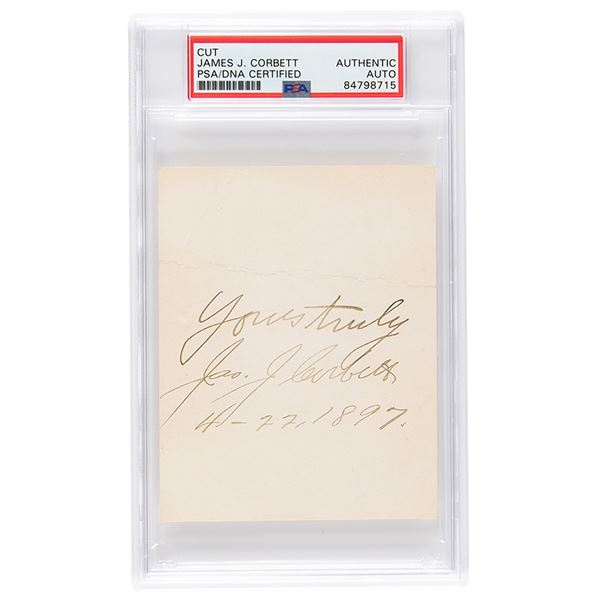 CUT
JAMES J. CORBETT AUTHENTIC
PSA/DNA CERTIFIED AUTO
PSA 84798715
Yours truly
Jas. J Corbett
4-22, 1897.